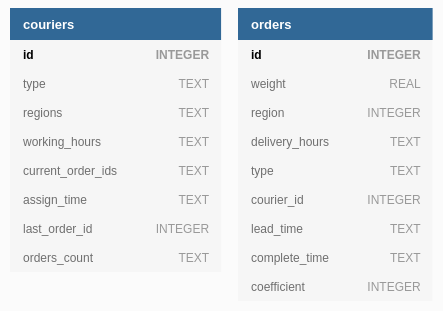 couriers
id INTEGER
type TEXT
regions TEXT
working_hours TEXT
current_order_ids TEXT
assign_time TEXT
last_order_id INTEGER
orders_count TEXT
orders
id INTEGER
weight REAL
region INTEGER
delivery_hours TEXT
type TEXT
courier_id INTEGER
lead_time TEXT
complete_time TEXT
coefficient INTEGER